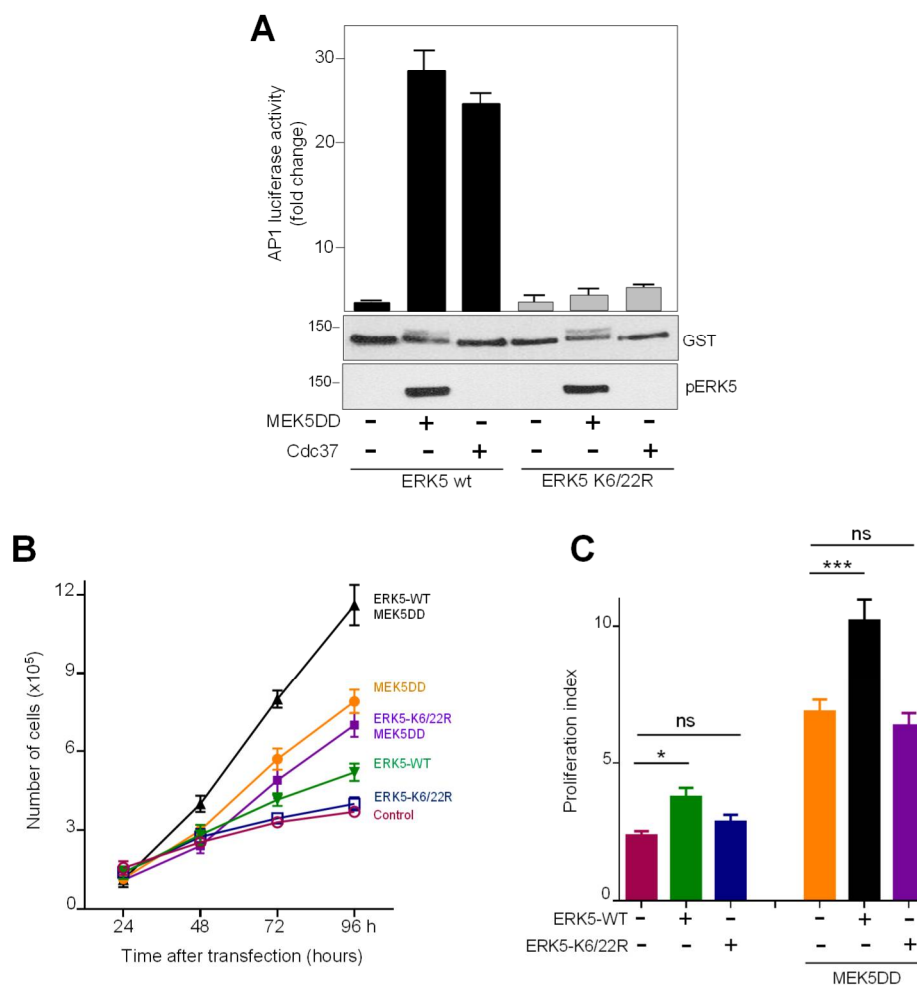 A
AP1 luciferase activity
(fold change)
30
20
10
150
GST
150
pERK5
MEK5DD - + - - + -
Cdc37 - - + - - +
ERK5 wt ERK5 K6/22R
B
Number of cells (x10⁵)
12
9
6
3
0
ERK5-WT
MEK5DD
MEK5DD
ERK5-K6/22R
MEK5DD
ERK5-WT
ERK5-K6/22R
Control
24 48 72 96 h
Time after transfection (hours)
C
Proliferation index
10
5
0
ns
***
ns
*
ERK5-WT - + - - + -
ERK5-K6/22R - - + - - +
MEK5DD